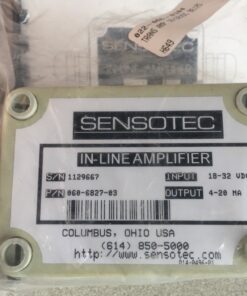 H649
SENSOTEC
IN-LINE AMPLIFIER
S/N 1129667 INPUT 18-32 VDC
P/N 060-6827-03 OUTPUT 4-20 MA
COLUMBUS, OHIO USA
(614) 850-5000
http://www.sensotec.com